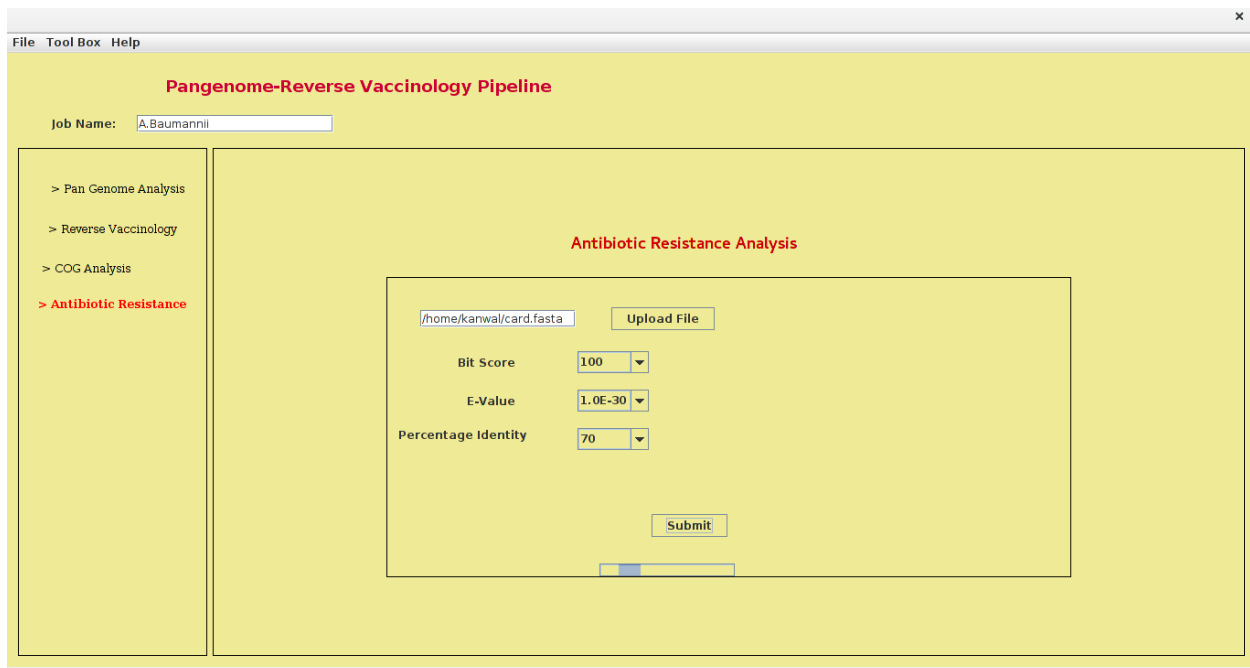 ×
File Tool Box Help
Pangenome-Reverse Vaccinology Pipeline
Job Name: A.Baumannii
> Pan Genome Analysis
> Reverse Vaccinology
> COG Analysis
> Antibiotic Resistance
Antibiotic Resistance Analysis
/home/kanwal/card.fasta Upload File
Bit Score 100
E-Value 1.0E-30
Percentage Identity 70
Submit